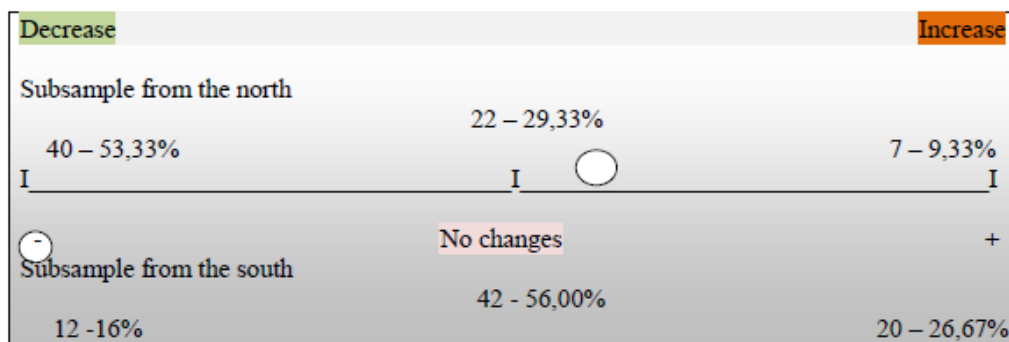 Decrease Increase
Subsample from the north
22 – 29,33%
40 – 53,33% 7 – 9,33%
I I I
- No changes +
Subsample from the south
42 - 56,00%
12 -16% 20 – 26,67%